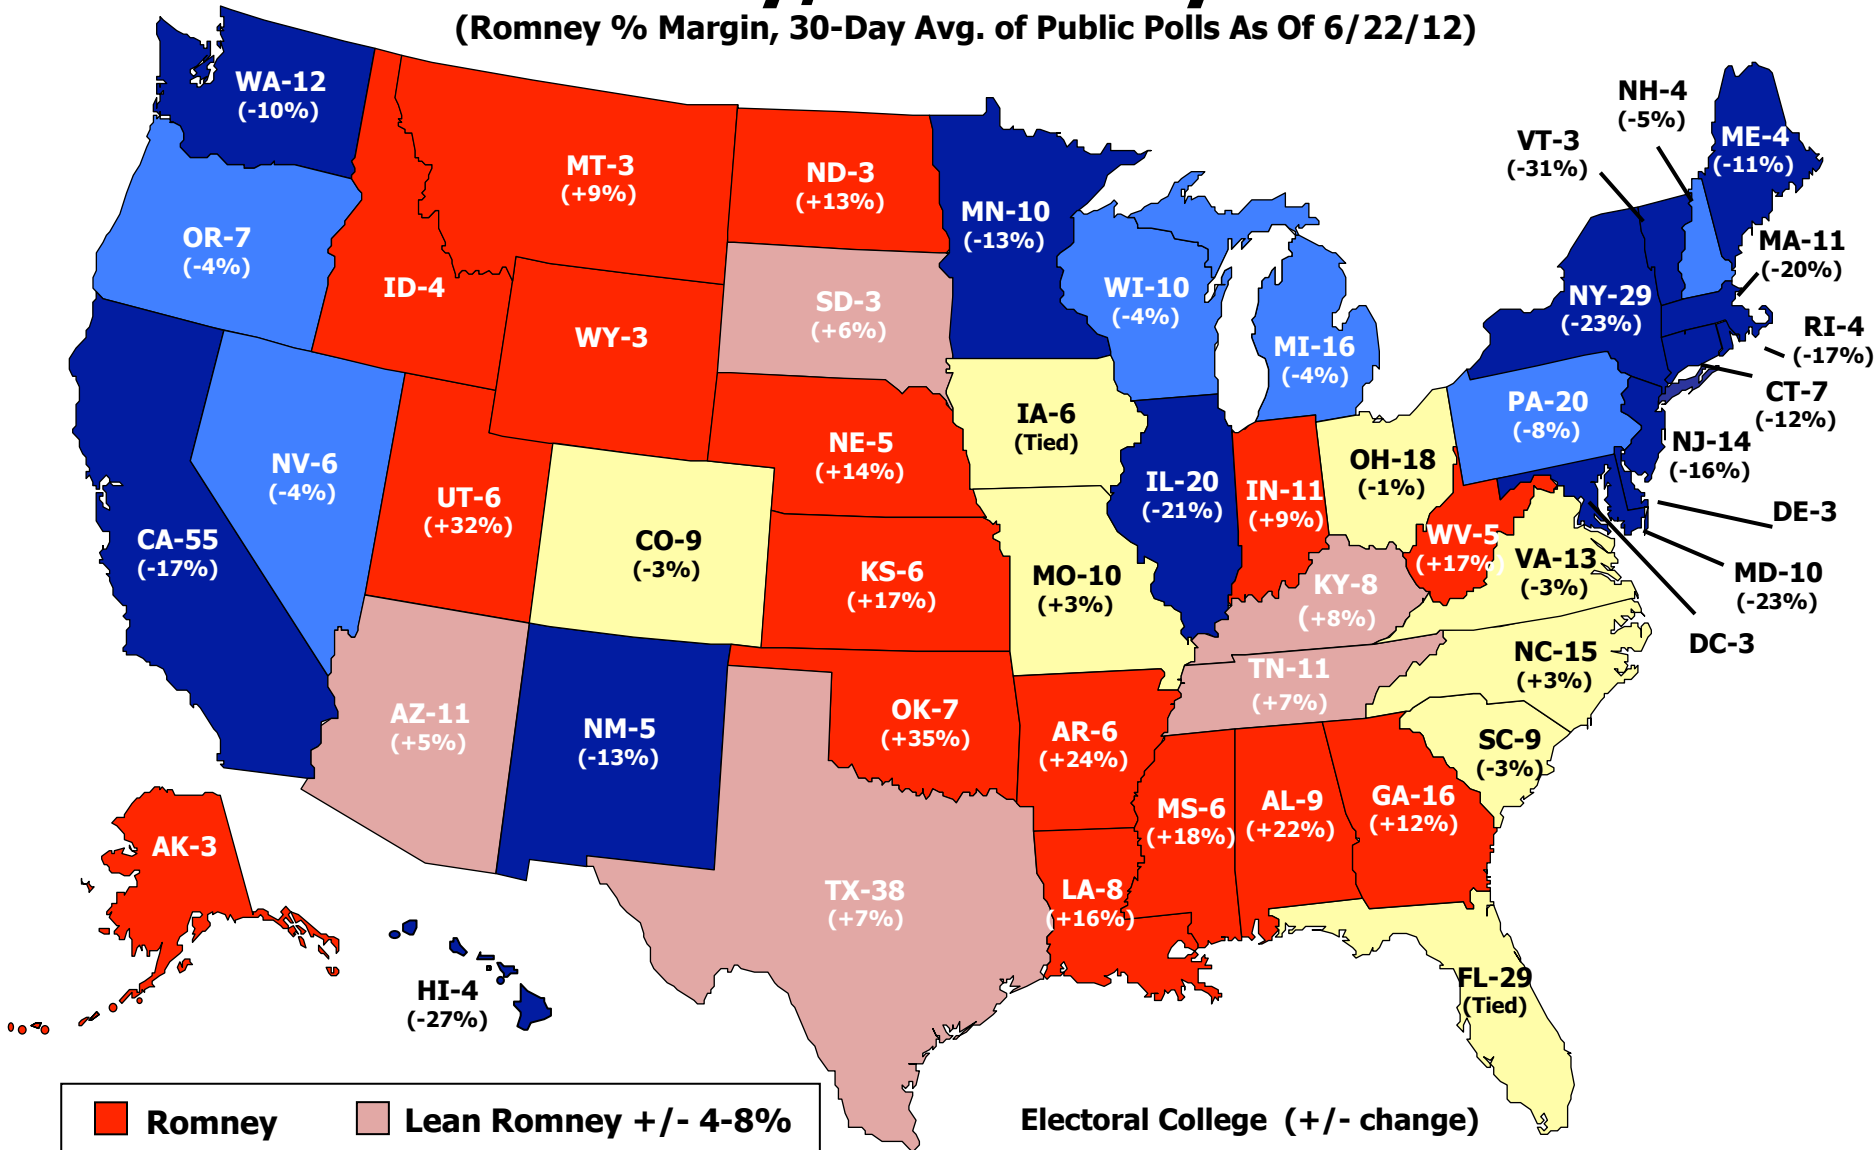 (Romney % Margin, 30-Day Avg. of Public Polls As Of 6/22/12)
WA-12
(-10%)
OR-7
(-4%)
CA-55
(-17%)
NV-6
(-4%)
ID-4
MT-3
(+9%)
WY-3
UT-6
(+32%)
AZ-11
(+5%)
CO-9
(-3%)
NM-5
(-13%)
ND-3
(+13%)
SD-3
(+6%)
NE-5
(+14%)
KS-6
(+17%)
OK-7
(+35%)
TX-38
(+7%)
MN-10
(-13%)
IA-6
(Tied)
MO-10
(+3%)
AR-6
(+24%)
LA-8
(+16%)
WI-10
(-4%)
IL-20
(-21%)
MI-16
(-4%)
IN-11
(+9%)
OH-18
(-1%)
KY-8
(+8%)
TN-11
(+7%)
MS-6
(+18%)
AL-9
(+22%)
GA-16
(+12%)
FL-29
(Tied)
SC-9
(-3%)
NC-15
(+3%)
VA-13
(-3%)
WV-5
(+17%)
PA-20
(-8%)
NY-29
(-23%)
VT-3
(-31%)
NH-4
(-5%)
ME-4
(-11%)
MA-11
(-20%)
RI-4
(-17%)
CT-7
(-12%)
NJ-14
(-16%)
DE-3
MD-10
(-23%)
DC-3
AK-3
HI-4
(-27%)
Romney
Lean Romney +/- 4-8%
Electoral College (+/- change)